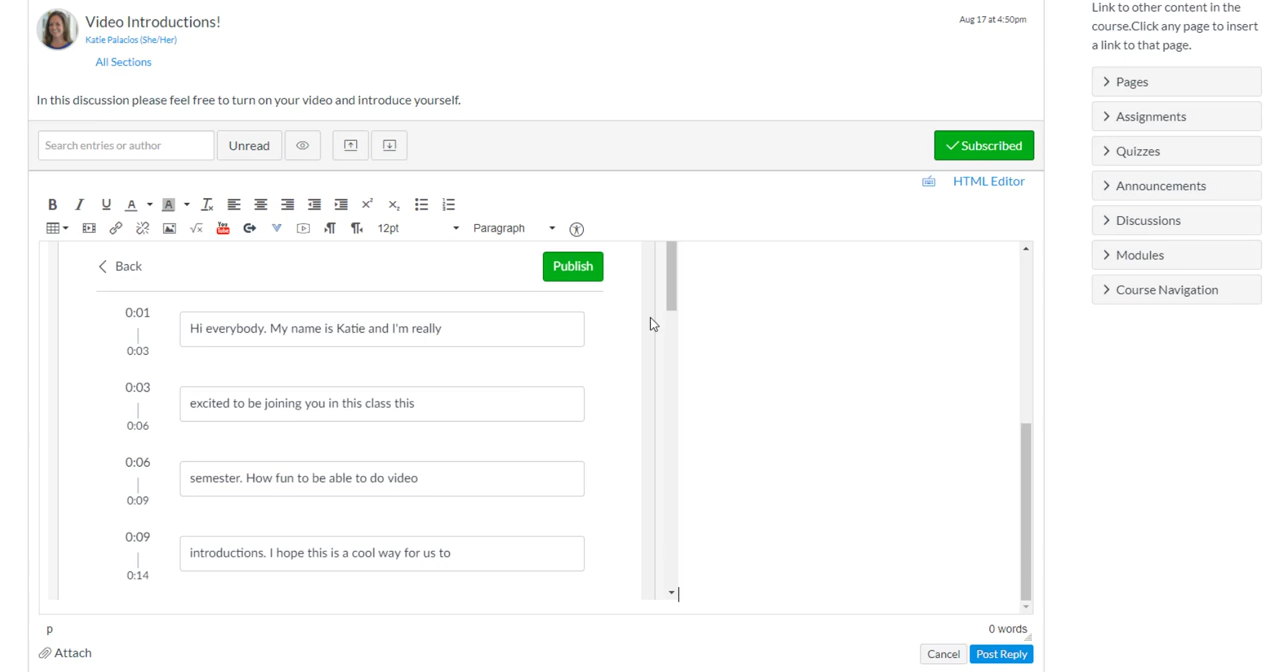 Video Introductions!
Katie Palacios (She/Her)
All Sections
Aug 17 at 4:50pm
In this discussion please feel free to turn on your video and introduce yourself.
Search entries or author
Unread
Subscribed
HTML Editor
B I U A A
You Tube
12pt
Paragraph
Back
Publish
0:01
0:03
Hi everybody. My name is Katie and I'm really
0:03
0:06
excited to be joining you in this class this
0:06
0:09
semester. How fun to be able to do video
0:09
0:14
introductions. I hope this is a cool way for us to
p
0 words
Attach
Cancel
Post Reply
Link to other content in the
course.Click any page to insert
a link to that page.
Pages
Assignments
Quizzes
Announcements
Discussions
Modules
Course Navigation